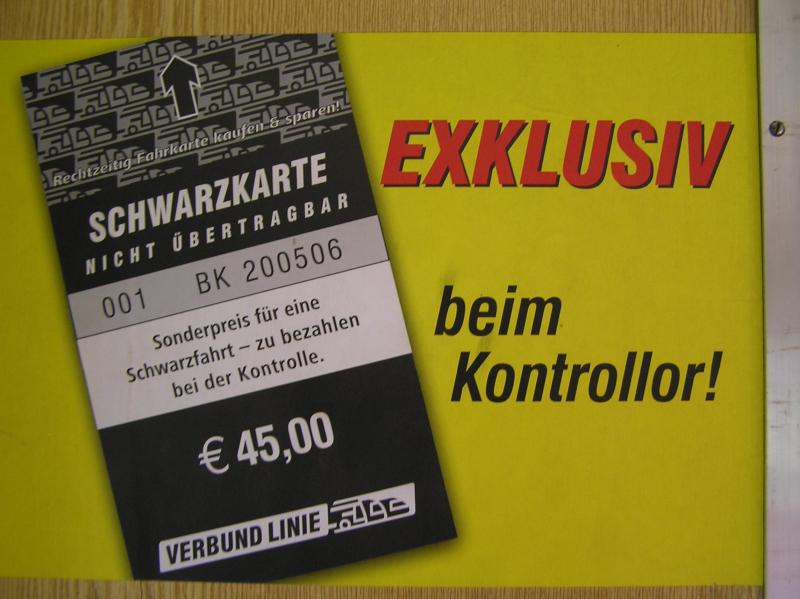 Rechtzeitig Fahrkarte kaufen & sparen!
SCHWARZKARTE
NICHT ÜBERTRAGBAR
001 BK 200506
Sonderpreis für eine
Schwarzfahrt – zu bezahlen
bei der Kontrolle.
€ 45,00
VERBUND LINIE
EXKLUSIV
beim
Kontrollor!